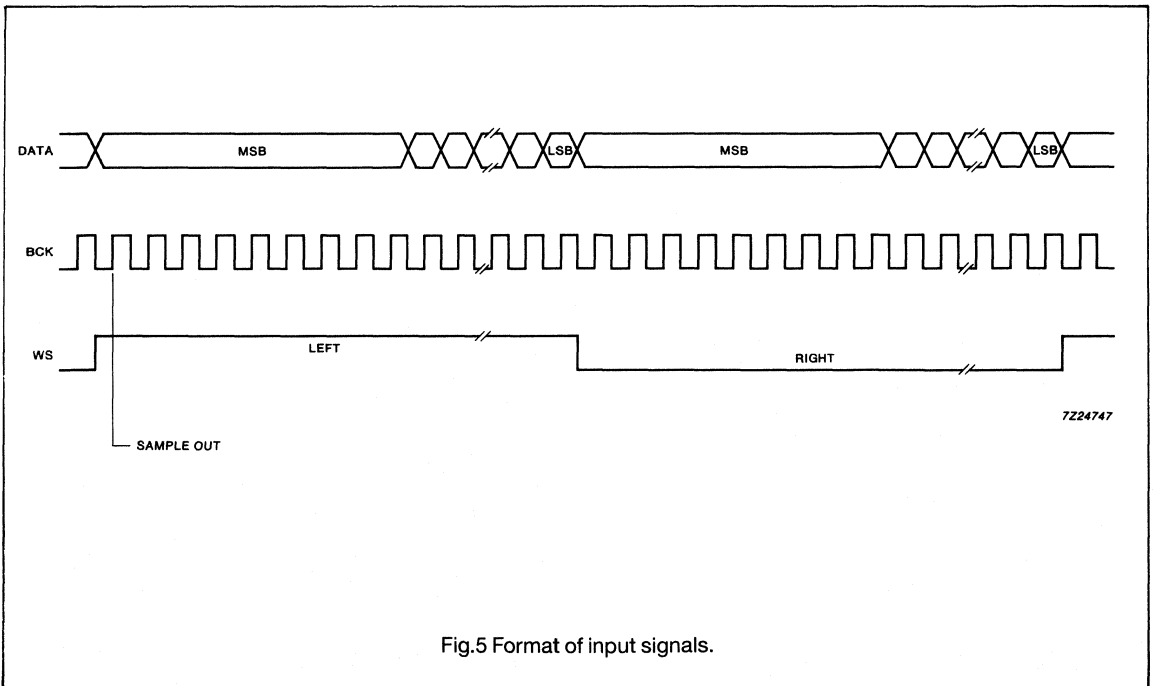 DATA
MSB
LSB
MSB
LSB
BCK
WS
LEFT
RIGHT
7Z24747
SAMPLE OUT
Fig.5 Format of input signals.